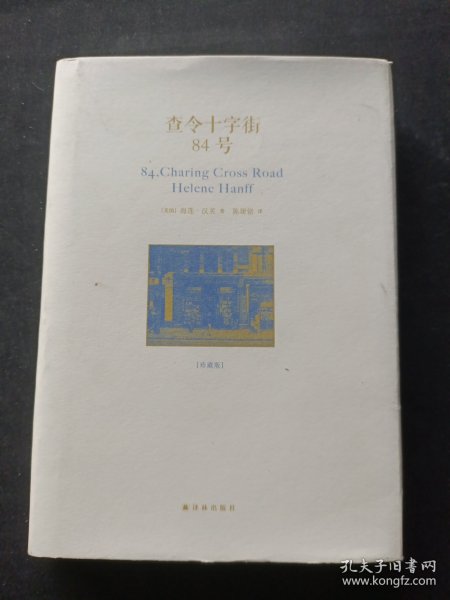 查令十字街
84号
84,Charing Cross Road
Helene Hanff
[美国] 海莲·汉芙 著 陈建铭 译
[珍藏版]
译林出版社
孔夫子旧书网
www.kongfz.com